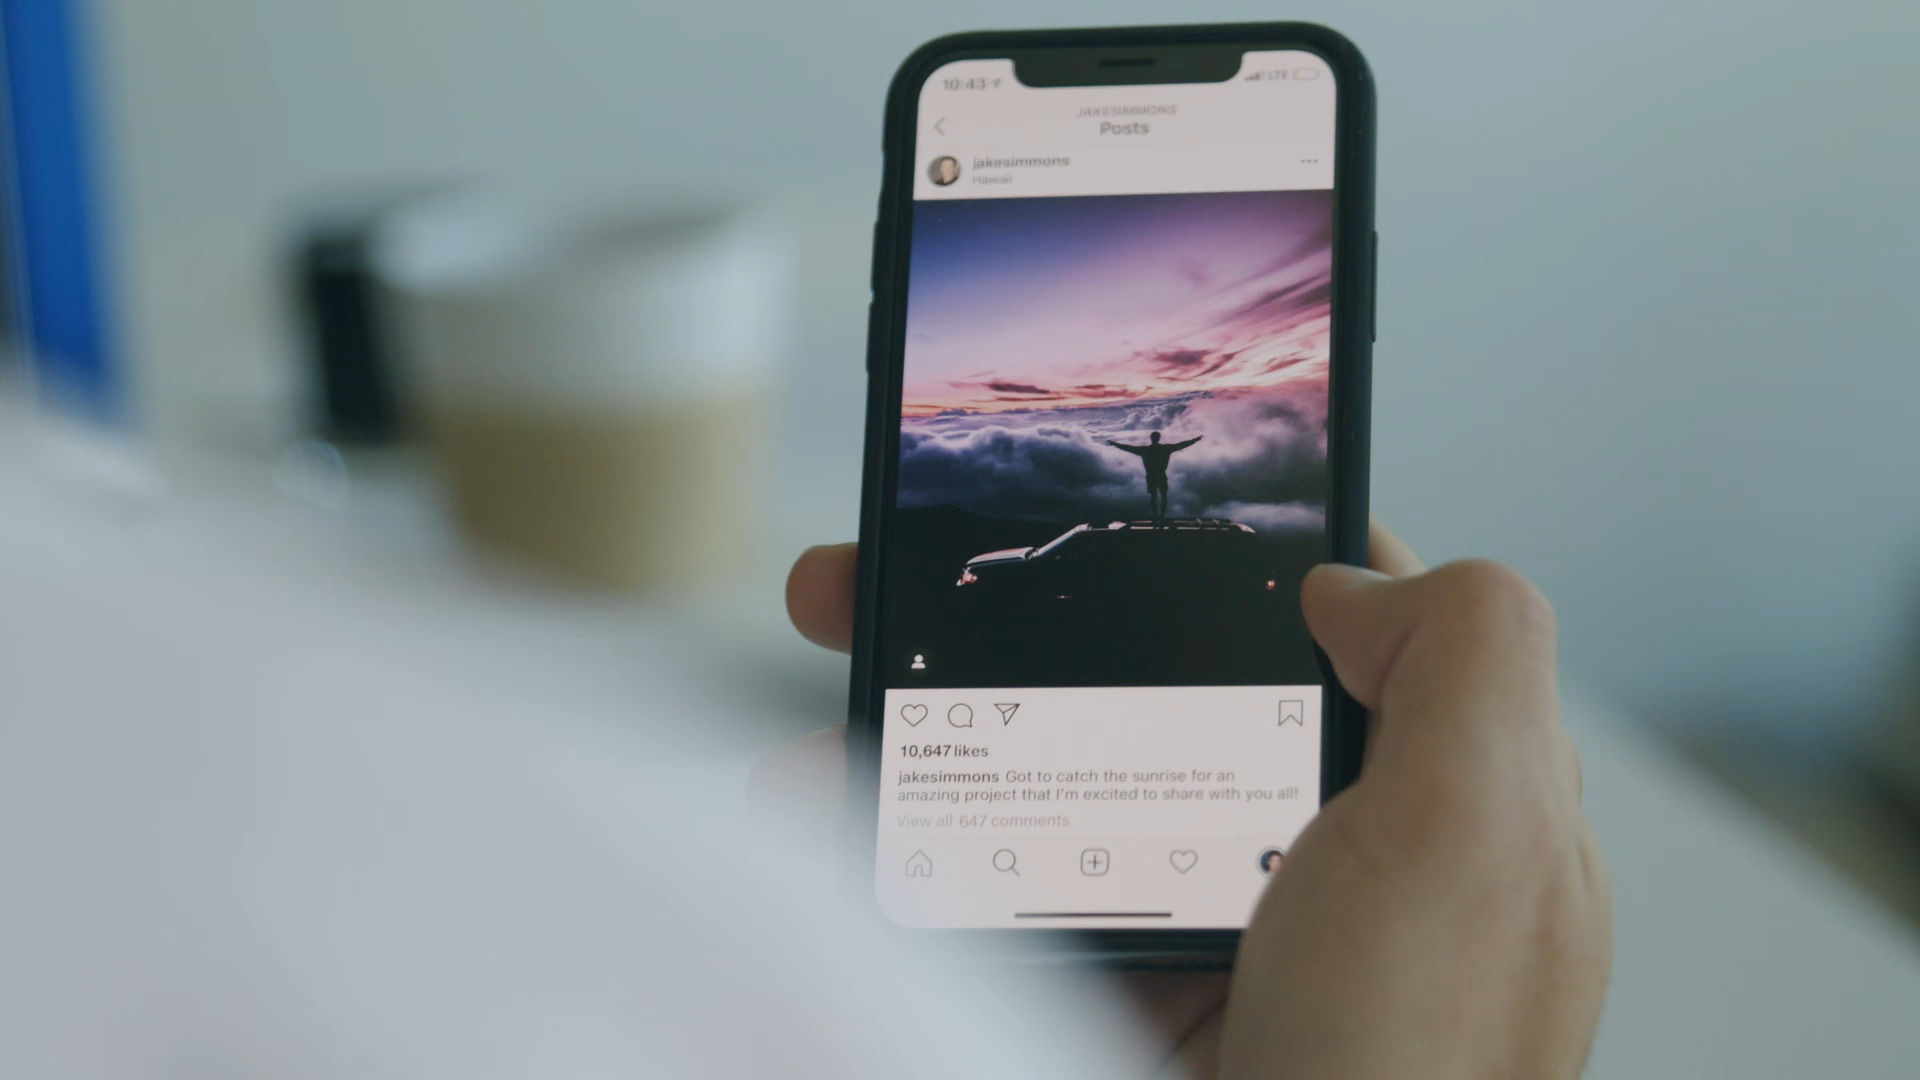 10:43
LTE
JAKESIMMONS
Posts
jakesimmons
Hawaii
10,647 likes
jakesimmons Got to catch the sunrise for an
amazing project that I'm excited to share with you all!
View all 647 comments